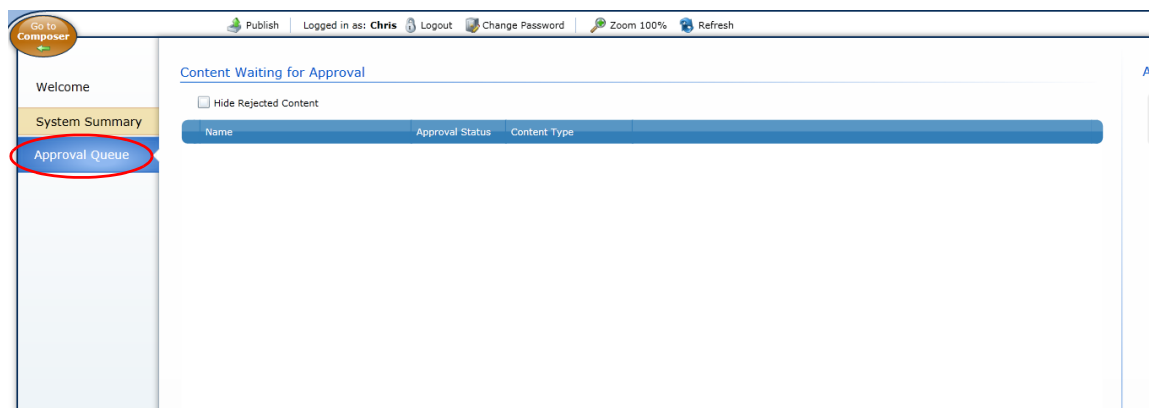 Go to
Composer
Publish Logged in as: Chris Logout Change Password Zoom 100% Refresh
Welcome
System Summary
Approval Queue
Content Waiting for Approval
Hide Rejected Content
Name Approval Status Content Type
A